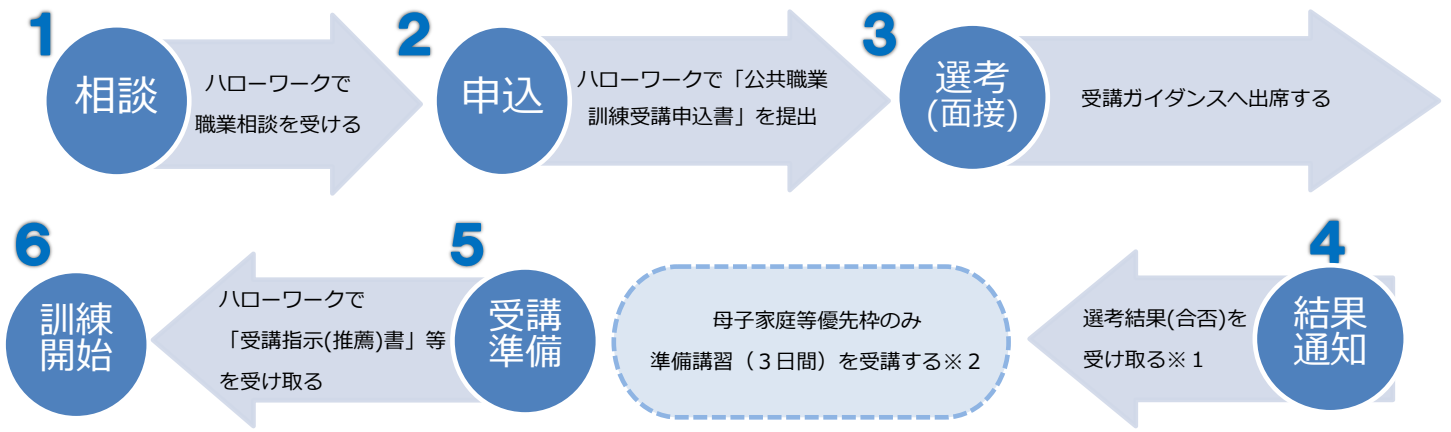 1
相談
ハローワークで
職業相談を受ける
2
申込
ハローワークで「公共職業
訓練受講申込書」を提出
3
選考
(面接)
受講ガイダンスへ出席する
4
結果
通知
選考結果(合否)を
受け取る※１
母子家庭等優先枠のみ
準備講習（３日間）を受講する※２
5
受講
準備
ハローワークで
「受講指示(推薦)書」等
を受け取る
6
訓練
開始